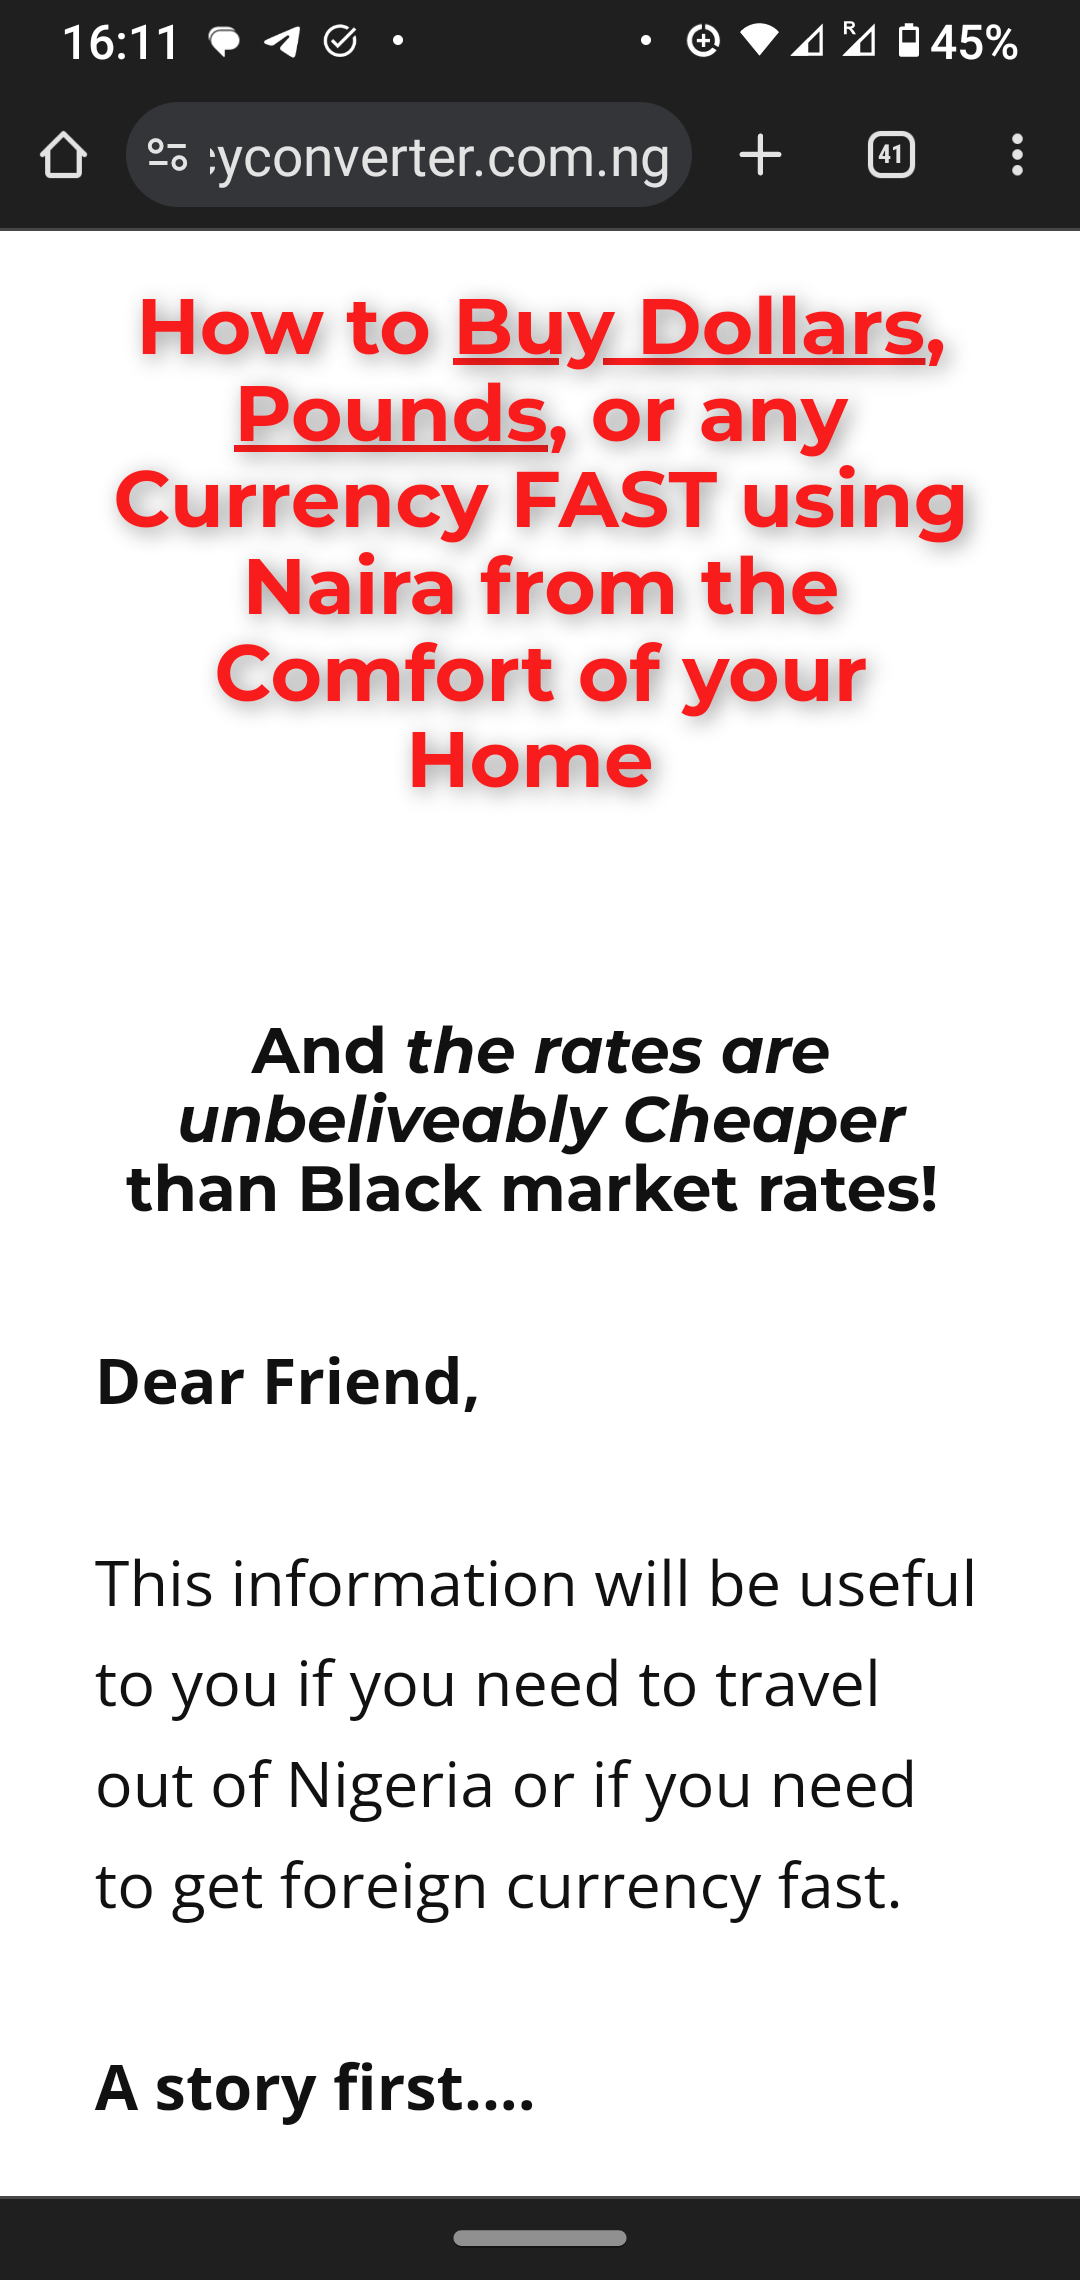 16:11
45%
yconverter.com.ng
41
How to Buy Dollars,
Pounds, or any
Currency FAST using
Naira from the
Comfort of your
Home
And the rates are
unbeliveably Cheaper
than Black market rates!
Dear Friend,
This information will be useful
to you if you need to travel
out of Nigeria or if you need
to get foreign currency fast.
A story first....